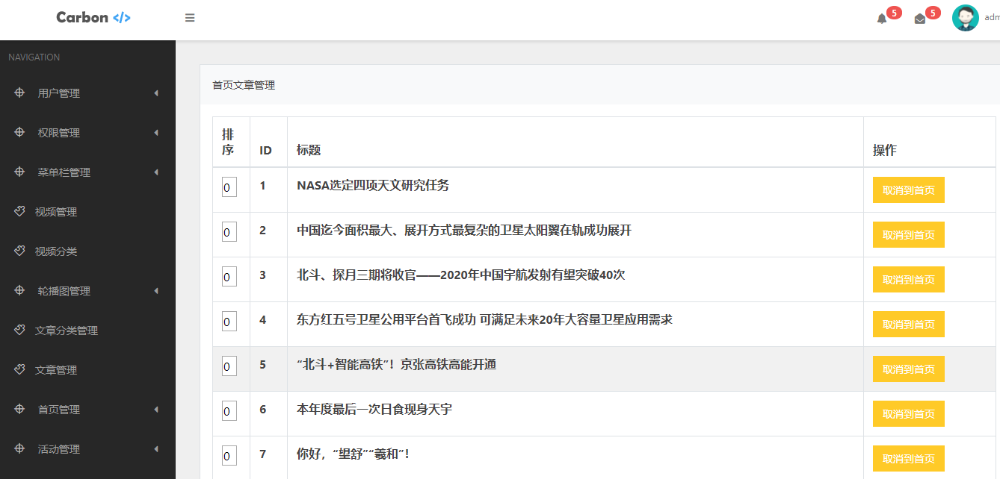 Carbon </>
5
5
adm
NAVIGATION
用户管理
权限管理
菜单栏管理
视频管理
视频分类
轮播图管理
文章分类管理
文章管理
首页管理
活动管理
首页文章管理
排序 ID 标题 操作
0 1 NASA选定四项天文研究任务 取消到首页
0 2 中国迄今面积最大、展开方式最复杂的卫星太阳翼在轨成功展开 取消到首页
0 3 北斗、探月三期将收官——2020年中国宇航发射有望突破40次 取消到首页
0 4 东方红五号卫星公用平台首飞成功 可满足未来20年大容量卫星应用需求 取消到首页
0 5 “北斗+智能高铁”！京张高铁高能开通 取消到首页
0 6 本年度最后一次日食现身天宇 取消到首页
0 7 你好，“望舒”“羲和”！ 取消到首页